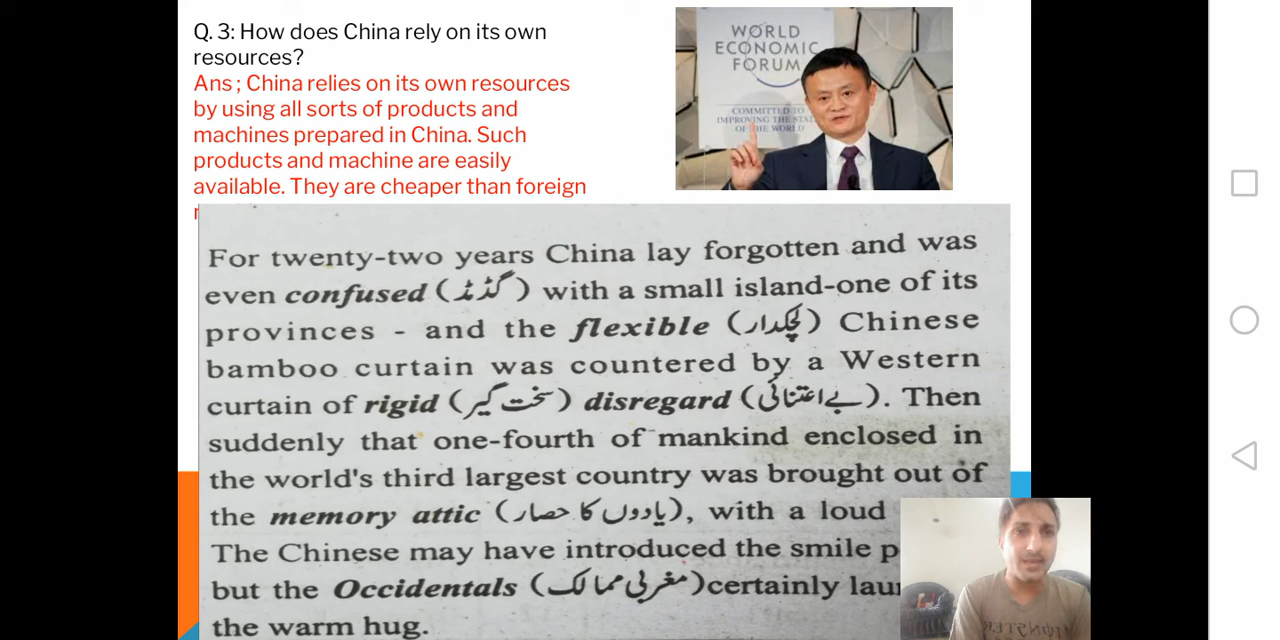 Q. 3: How does China rely on its own
resources?
Ans ; China relies on its own resources
by using all sorts of products and
machines prepared in China. Such
products and machine are easily
available. They are cheaper than foreign
WORLD
ECONOMIC
FORUM
COMMITTED TO
IMPROVING THE STAT
OF THE WORLD
For twenty-two years China lay forgotten and was
even confused (گڈمڈ) with a small island-one of its
provinces - and the flexible (لچکدار) Chinese
bamboo curtain was countered by a Western
curtain of rigid (سخت گیر) disregard (بے اعتنائی). Then
suddenly that one-fourth of mankind enclosed in
the world's third largest country was brought out of
the memory attic (یادوں کا حصار), with a loud
The Chinese may have introduced the smile p
but the Occidentals (مغربی ممالک) certainly lau
the warm hug.